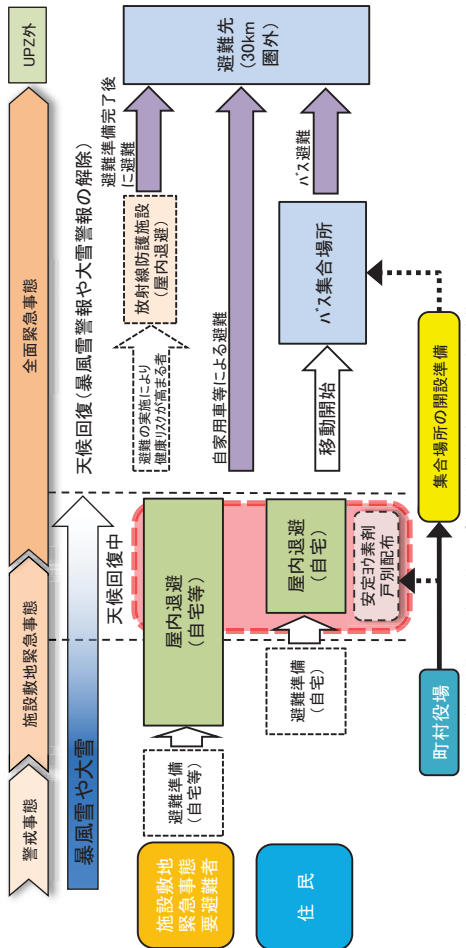 警戒事態
施設敷地緊急事態
全面緊急事態
UPZ外
暴風雪や大雪
天候回復中
天候回復(暴風雪警報や大雪警報の解除)
施設敷地
緊急事態
要避難者
避難準備
(自宅等)
屋内退避
(自宅等)
避難の実施により
健康リスクが高まる者
放射線防護施設
(屋内退避)
避難準備完了後
に避難
自家用車等による避難
避難先
(30km
圏外)
住 民
避難準備
(自宅)
屋内退避
(自宅)
移動開始
バス集合場所
バス避難
安定ヨウ素剤
戸別配布
町村役場
集合場所の開設準備